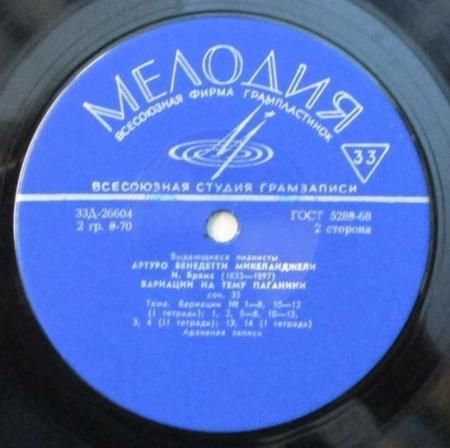 МЕЛОДИЯ
ВСЕСОЮЗНАЯ ФИРМА ГРАМПЛАСТИНОК
33
ВСЕСОЮЗНАЯ СТУДИЯ ГРАМЗАПИСИ
33Д-26604
ГОСТ 5289-68
2 гр. 8-70
2 сторона
Выдающиеся пианисты
АРТУРО БЕНЕДЕТТИ МИКЕЛАНДЖЕЛИ
И. Брамс (1833—1897)
ВАРИАЦИИ НА ТЕМУ ПАГАНИНИ
соч. 35
Тема. Вариации № 1—8, 10—12
(I тетрадь); 1, 2, 5—8, 10—13,
3, 4 (II тетрадь); 13, 14 (I тетрадь)
Архивная запись